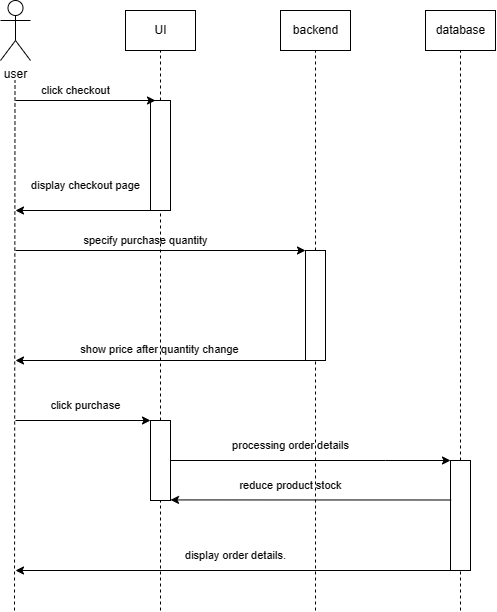 UI
backend
database
user
click checkout
display checkout page
specify purchase quantity
show price after quantity change
click purchase
processing order details
reduce product stock
display order details.